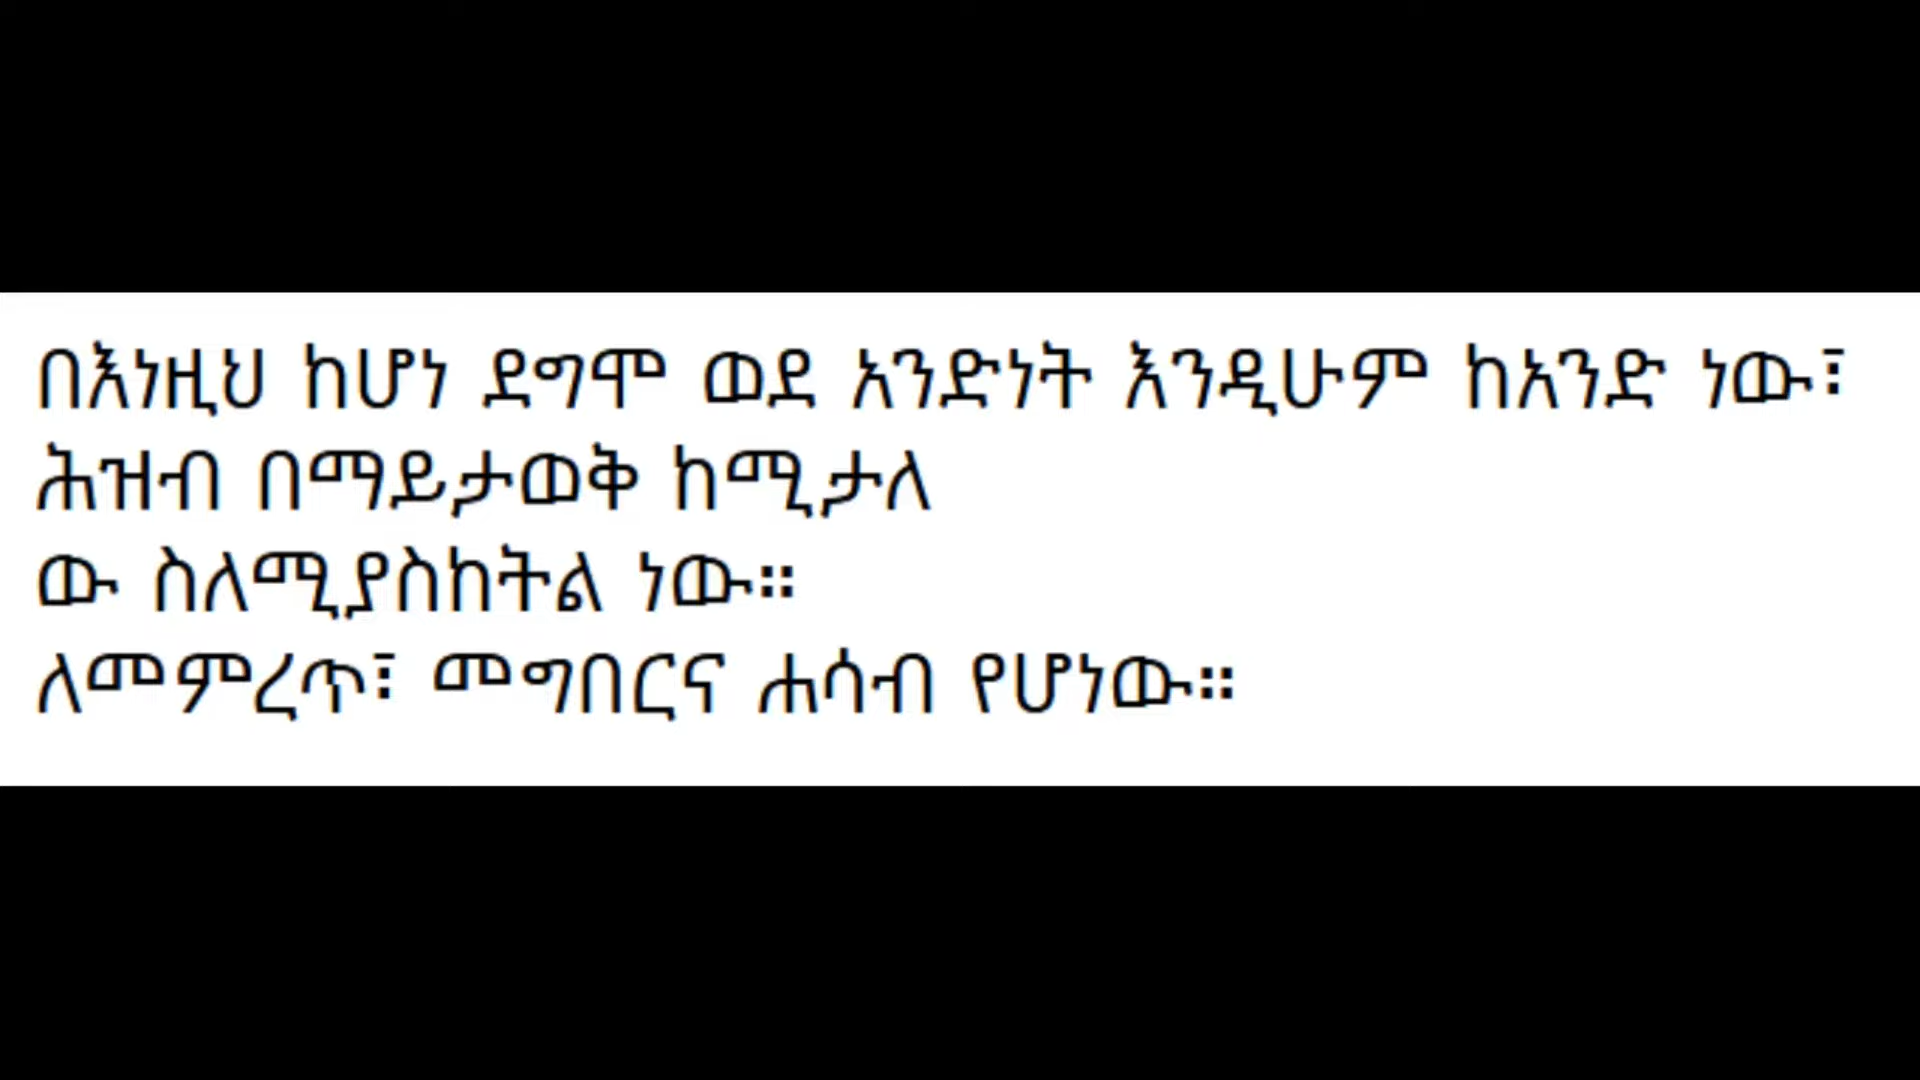 በእነዚህ ከሆነ ደግሞ ወደ አንድነት እንዲሁም ከአንድ ነው፣
ሕዝብ በማይታወቅ ከሚታለ
ው ስለሚያስከትል ነው።
ለመምረጥ፣ መግበርና ሐሳብ የሆነው።